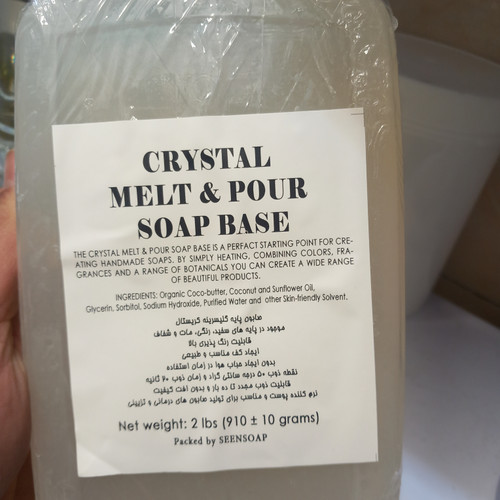 CRYSTAL
MELT & POUR
SOAP BASE
THE CRYSTAL MELT & POUR SOAP BASE IS A PERFACT STARTING POINT FOR CRE-
ATING HANDMADE SOAPS. BY SIMPLY HEATING, COMBINING COLORS, FRA-
GRANCES AND A RANGE OF BOTANICALS YOU CAN CREATE A WIDE RANGE
OF BEAUTIFUL PRODUCTS.
INGREDIENTS: Organic Coco-butter, Coconut and Sunflower Oil,
Glycerin, Sorbitol, Sodium Hydroxide, Purified Water and other Skin-friendly Solvent.
صابون پایه گلیسرینه کریستال
موجود در پایه های سفید، رنگی، مات و شفاف
قابلیت رنگ پذیری بالا
ایجاد کف مناسب و طبیعی
ایجاد بدون حباب هوا در زمان استفاده
نقطه ذوب ۵۰ درجه سانتی گراد و زمان ذوب ۲۰ ثانیه
قابلیت ذوب مجدد تا ده بار و بدون افت کیفیت
نرم کننده پوست و مناسب برای تولید صابون های درمانی و تزیینی
Net weight: 2 lbs (910 ± 10 grams)
Packed by SEENSOAP